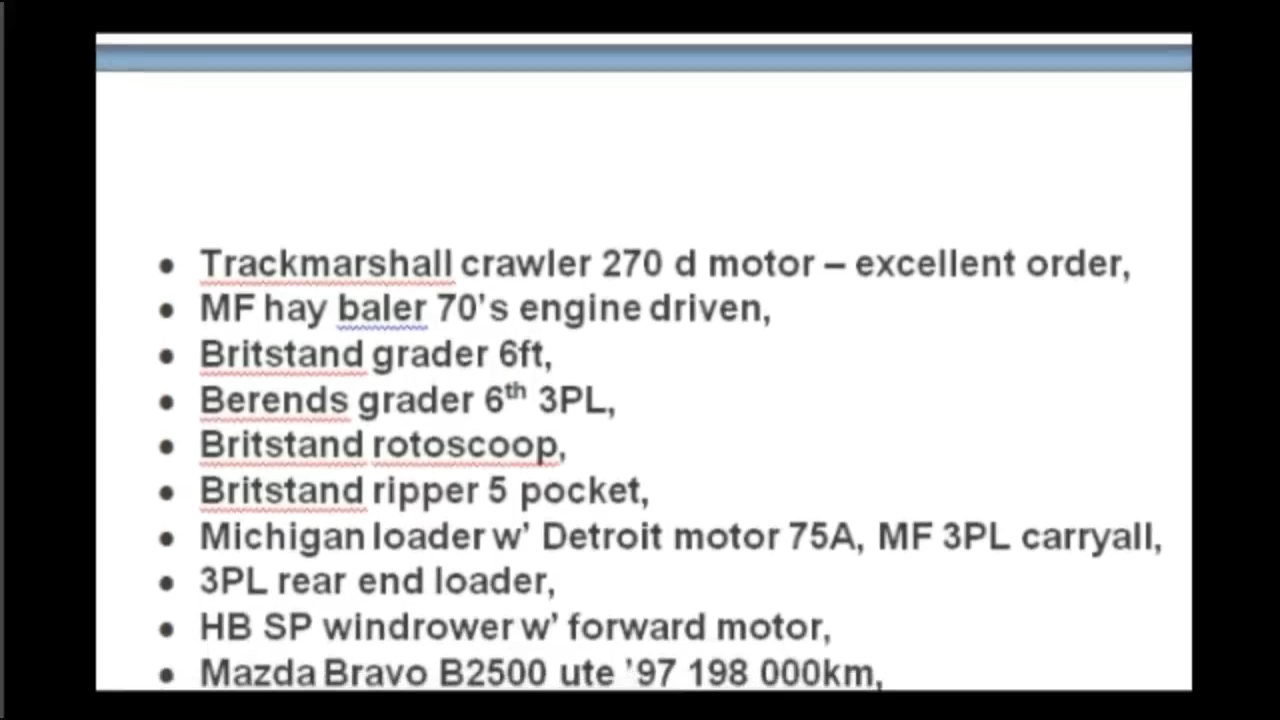 • Trackmarshall crawler 270 d motor – excellent order,
• MF hay baler 70's engine driven,
• Britstand grader 6ft,
• Berends grader 6th 3PL,
• Britstand rotoscoop,
• Britstand ripper 5 pocket,
• Michigan loader w' Detroit motor 75A, MF 3PL carryall,
• 3PL rear end loader,
• HB SP windrower w' forward motor,
• Mazda Bravo B2500 ute '97 198 000km,